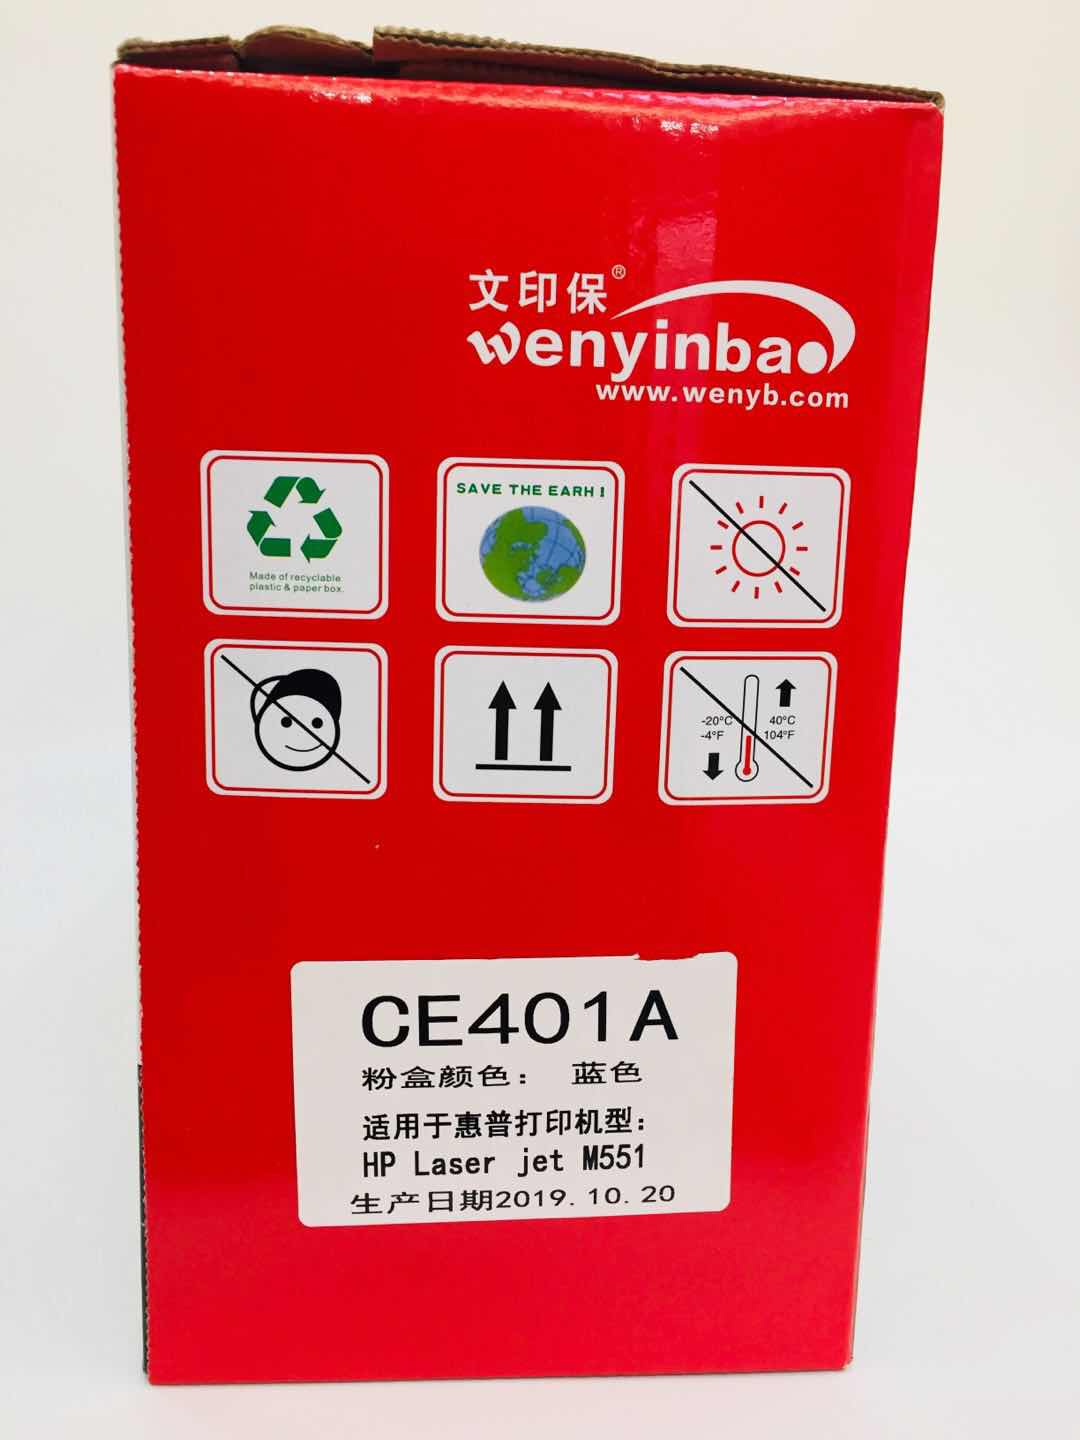 文印保®
wenyinbao
www.wenyb.com
Made of recyclable
plastic & paper box.
SAVE THE EARH!
-20°C
-4°F
40°C
104°F
CE401A
粉盒颜色： 蓝色
适用于惠普打印机型：
HP Laser jet M551
生产日期2019.10.20